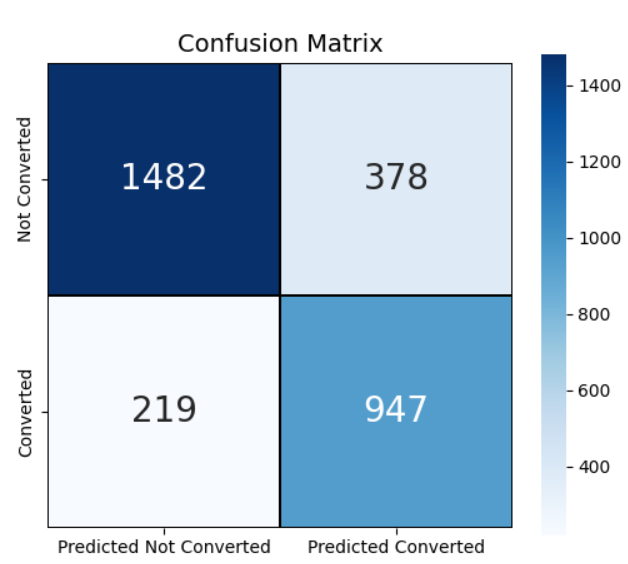 Confusion Matrix
Not Converted
1482
378
Converted
219
947
Predicted Not Converted
Predicted Converted
1400
1200
1000
800
600
400